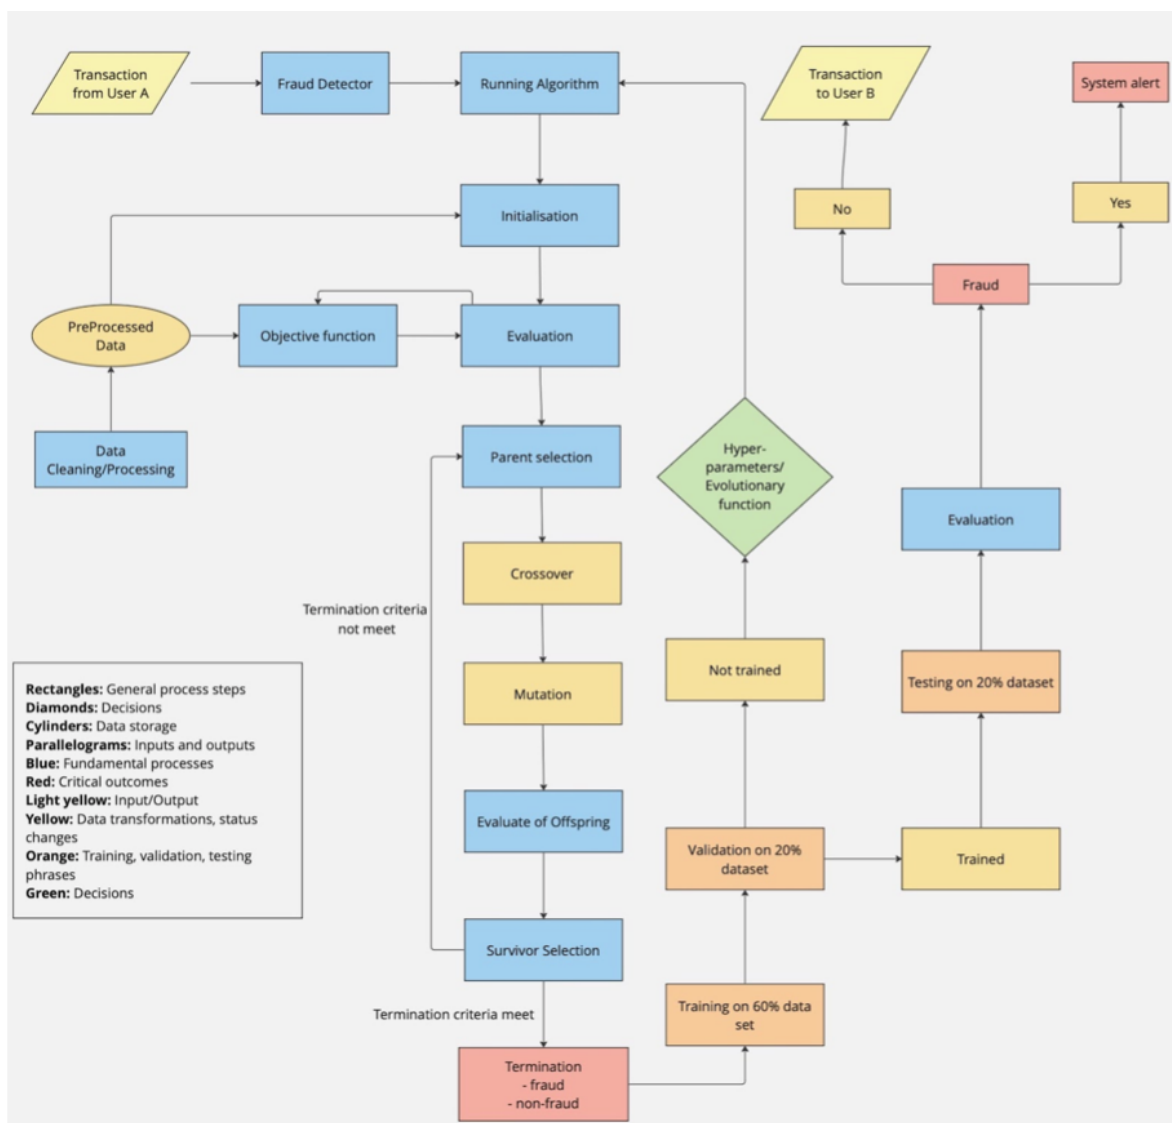 Transaction
from User A
Fraud Detector
Running Algorithm
Transaction
to User B
System alert
Initialisation
No
Yes
Fraud
PreProcessed
Data
Objective function
Evaluation
Data
Cleaning/Processing
Parent selection
Hyper-
parameters/
Evolutionary
function
Evaluation
Crossover
Termination criteria
not meet
Mutation
Not trained
Testing on 20% dataset
Rectangles: General process steps
Diamonds: Decisions
Cylinders: Data storage
Parallelograms: Inputs and outputs
Blue: Fundamental processes
Red: Critical outcomes
Light yellow: Input/Output
Yellow: Data transformations, status
changes
Orange: Training, validation, testing
phrases
Green: Decisions
Evaluate of Offspring
Validation on 20%
dataset
Trained
Survivor Selection
Termination criteria meet
Training on 60% data
set
Termination
- fraud
- non-fraud